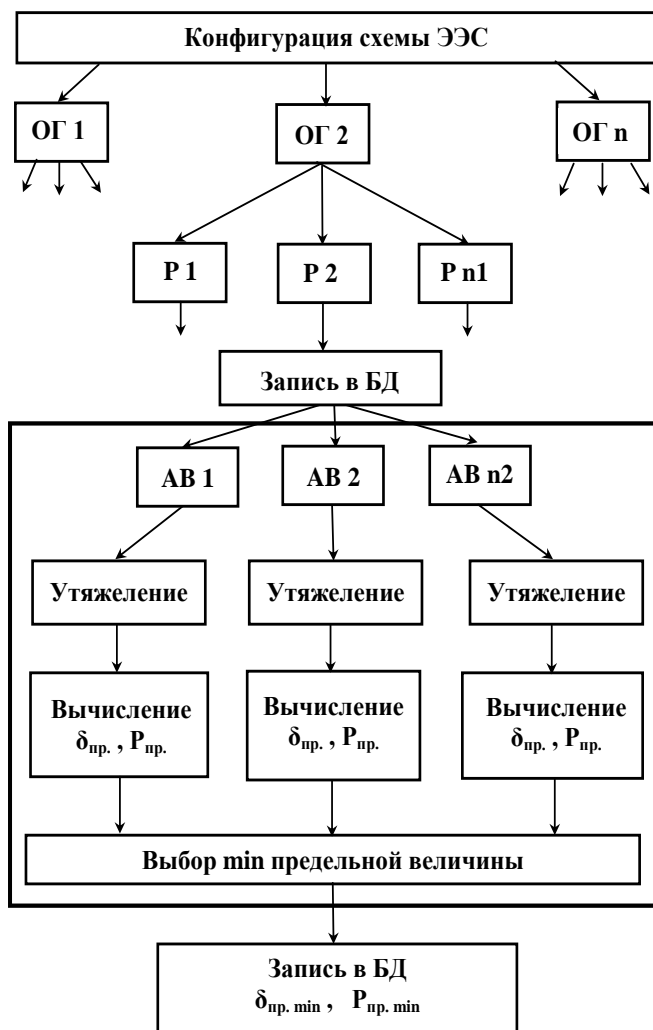 Конфигурация схемы ЭЭС
ОГ 1
ОГ 2
ОГ n
Р 1
Р 2
Р n1
Запись в БД
АВ 1
АВ 2
АВ n2
Утяжеление
Утяжеление
Утяжеление
Вычисление
δпр. , Рпр.
Вычисление
δпр. , Рпр.
Вычисление
δпр. , Рпр.
Выбор min предельной величины
Запись в БД
δпр. min , Рпр. min